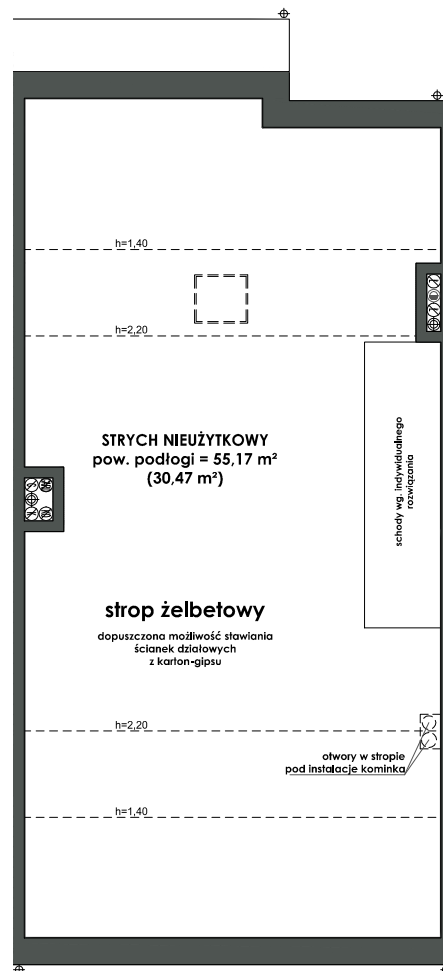 h=1,40
h=2,20
STRYCH NIEUŻYTKOWY
pow. podłogi = 55,17 m²
(30,47 m²)
schody wg. indywidualnego
rozwiązania
strop żelbetowy
dopuszczona możliwość stawiania
ścianek działowych
z karton-gipsu
h=2,20
otwory w stropie
pod instalacje kominka
h=1,40